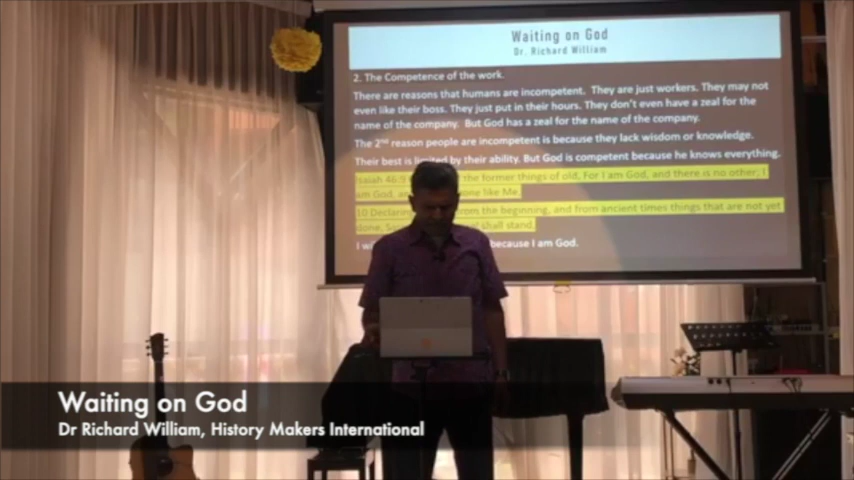 Waiting on God
Dr. Richard William
2. The Competence of the work.
There are reasons that humans are incompetent. They are just workers. They may not
even like their boss. They just put in their hours. They don't even have a zeal for the
name of the company. But God has a zeal for the name of the company.
The 2nd reason people are incompetent is because they lack wisdom or knowledge.
Their best is limited by their ability. But God is competent because he knows everything.
Isaiah 46:9 the former things of old, For I am God, and there is no other; I
am God, one like Me,
10 Declaring from the beginning, and from ancient times things that are not yet
done, shall stand,
I because I am God.
Waiting on God
Dr Richard William, History Makers International